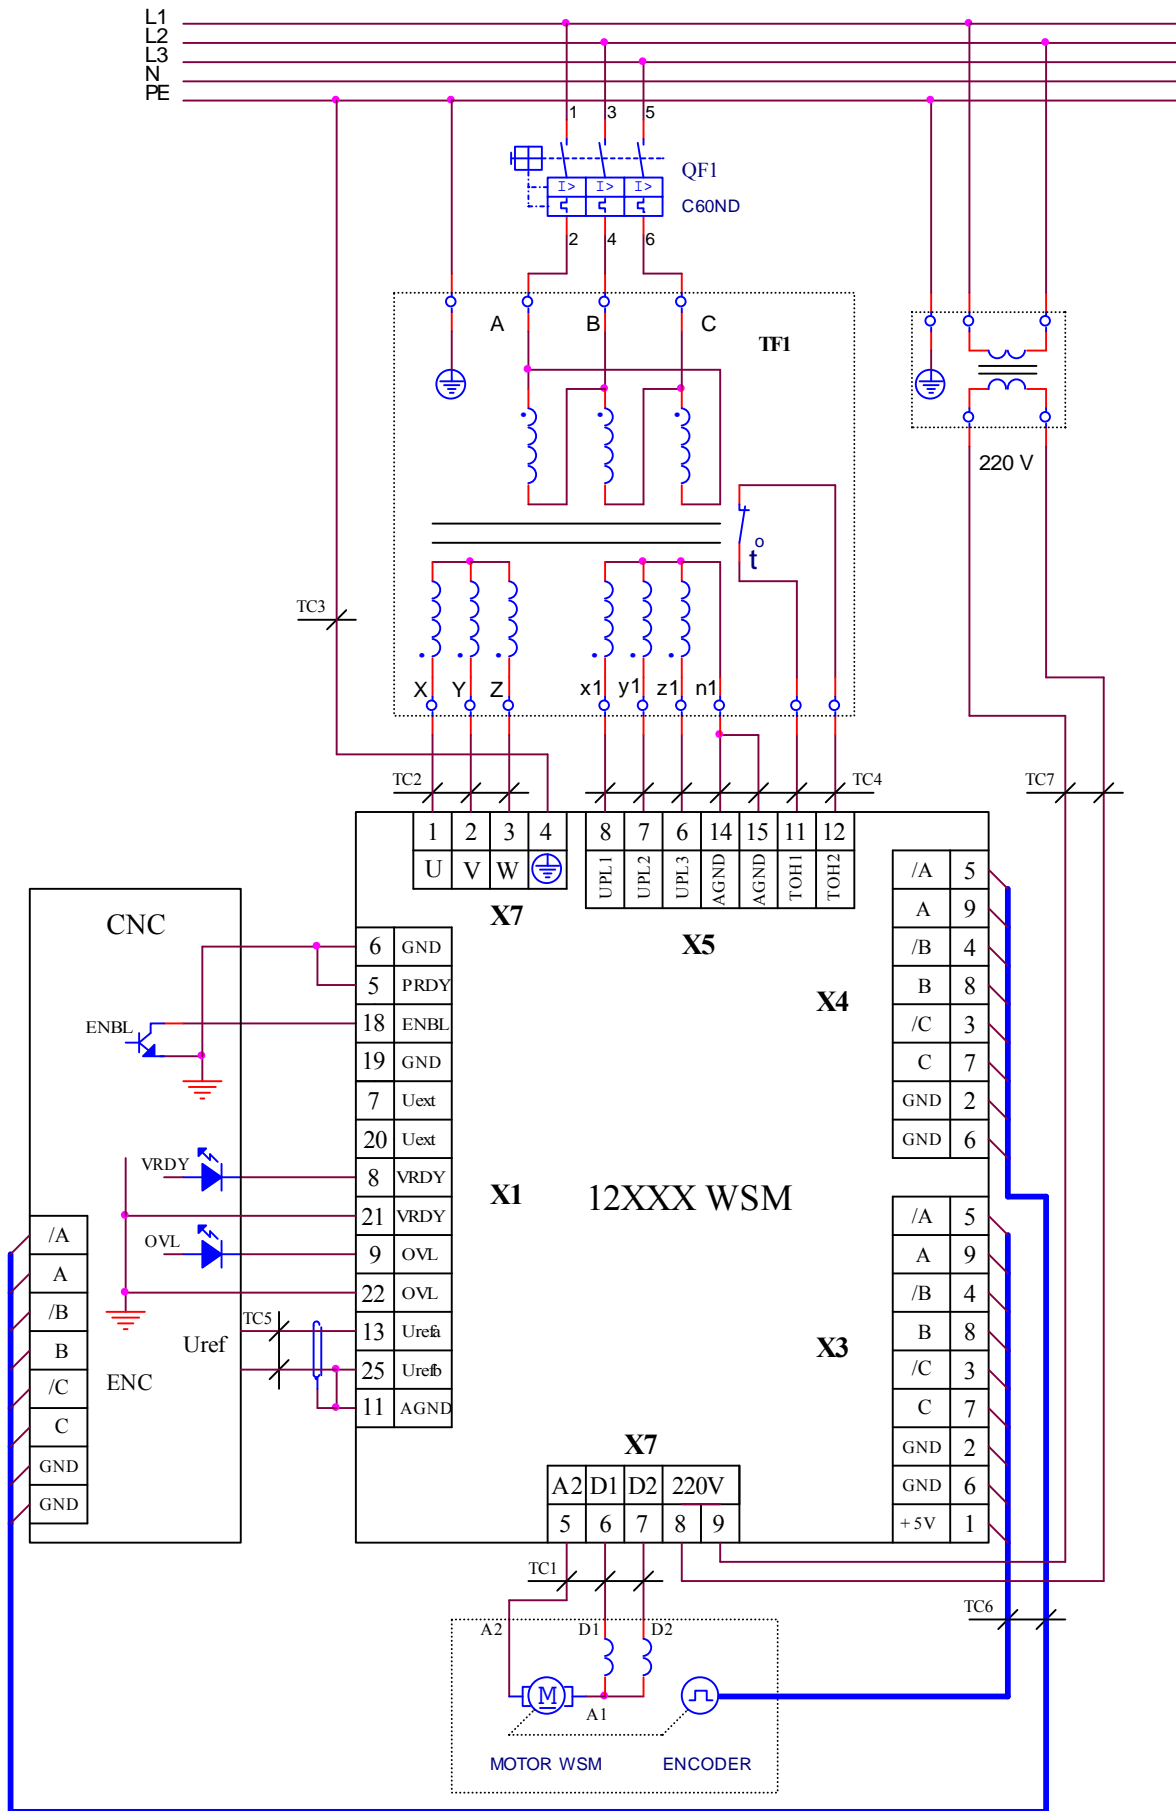 L1
L2
L3
N
PE
1 3 5
QF1
I> I> I>
C60ND
2 4 6
A B C
TF1
220 V
t°
TC3
X Y Z x1 y1 z1 n1
TC2 TC4 TC7
1 2 3 4 8 7 6 14 15 11 12
U V W UPL1 UPL2 UPL3 AGND AGND TOH1 TOH2
X7
X5
CNC
6 GND
5 PRDY
ENBL
18 ENBL
19 GND
7 Uext
20 Uext
VRDY
8 VRDY
21 VRDY
OVL
9 OVL
22 OVL
TC5
Uref
13 Urefa
25 Urefb
11 AGND
X1
12XXX WSM
/A
A
/B
B
/C
C
GND
GND
ENC
X4
/A 5
A 9
/B 4
B 8
/C 3
C 7
GND 2
GND 6
X3
/A 5
A 9
/B 4
B 8
/C 3
C 7
GND 2
GND 6
+5V 1
X7
A2 D1 D2 220V
5 6 7 8 9
TC1
TC6
A2 D1 D2
M
A1
MOTOR WSM ENCODER